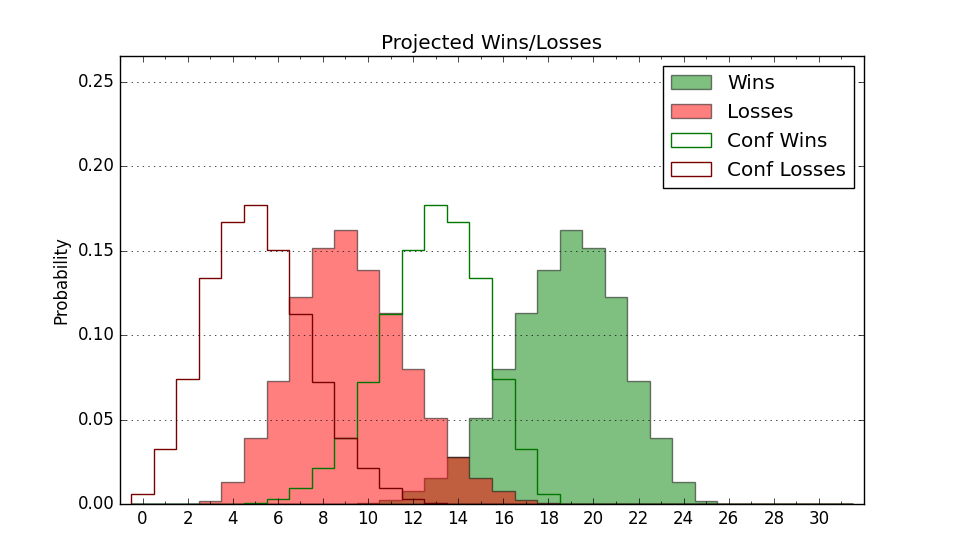 Projected Wins/Losses
Wins
Losses
Conf Wins
Conf Losses
Probability
0.25
0.20
0.15
0.10
0.05
0.00
0 2 4 6 8 10 12 14 16 18 20 22 24 26 28 30